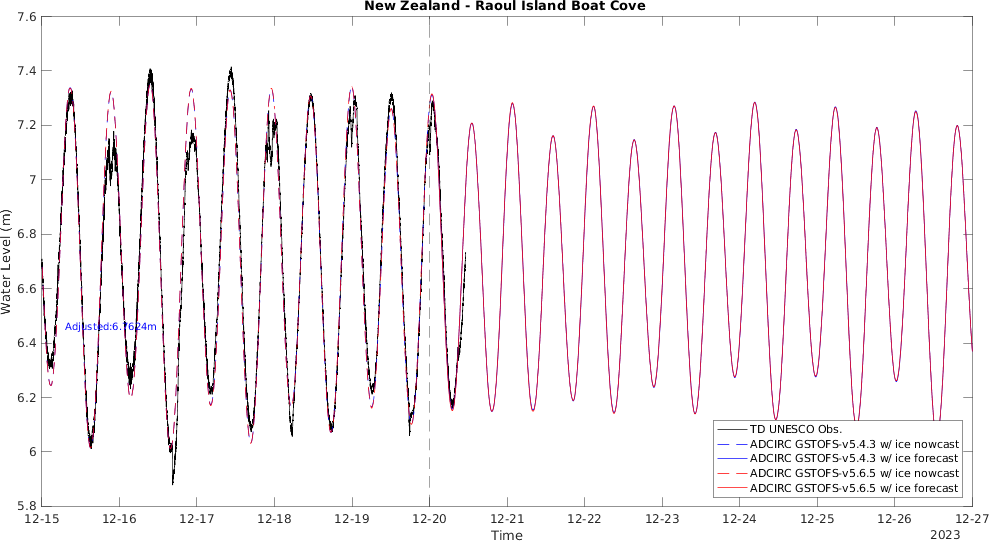 New Zealand - Raoul Island Boat Cove
7.6
7.4
7.2
7
6.8
6.6
6.4
6.2
6
5.8
Water Level (m)
Adjusted:6.7624m
TD UNESCO Obs.
ADCIRC GSTOFS-v5.4.3 w/ ice nowcast
ADCIRC GSTOFS-v5.4.3 w/ ice forecast
ADCIRC GSTOFS-v5.6.5 w/ ice nowcast
ADCIRC GSTOFS-v5.6.5 w/ ice forecast
12-15 12-16 12-17 12-18 12-19 12-20 12-21 12-22 12-23 12-24 12-25 12-26 12-27
Time
2023